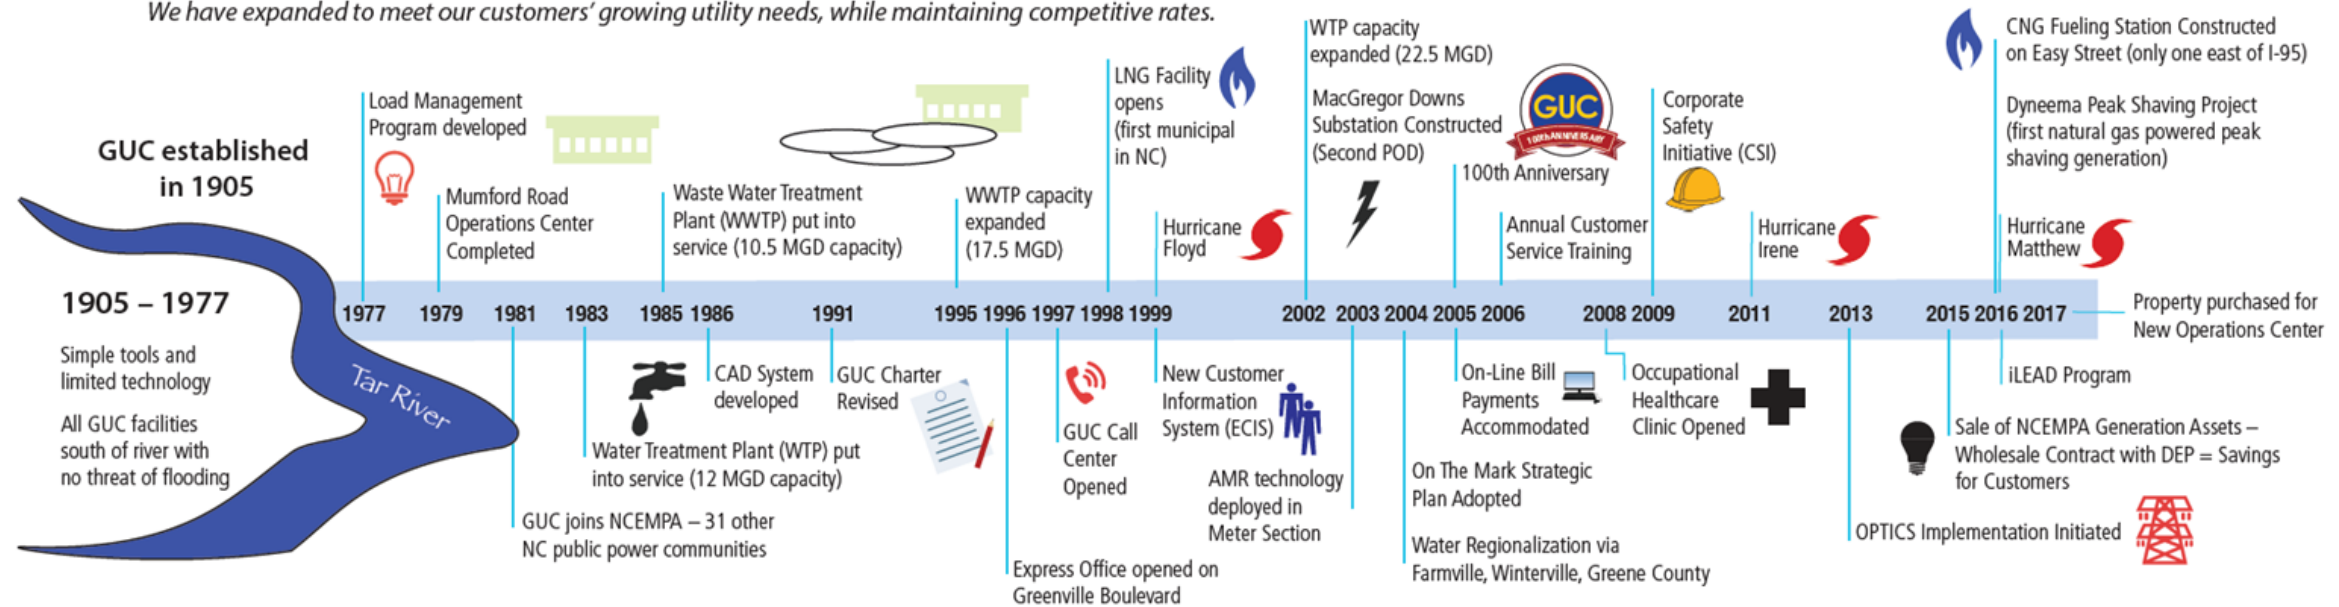 We have expanded to meet our customers' growing utility needs, while maintaining competitive rates.
GUC established
in 1905
1905 – 1977
Simple tools and
limited technology
All GUC facilities
south of river with
no threat of flooding
Tar River
Load Management
Program developed
Mumford Road
Operations Center
Completed
Waste Water Treatment
Plant (WWTP) put into
service (10.5 MGD capacity)
WWTP capacity
expanded
(17.5 MGD)
LNG Facility
opens
(first municipal
in NC)
Hurricane
Floyd
WTP capacity
expanded (22.5 MGD)
MacGregor Downs
Substation Constructed
(Second POD)
GUC
100th ANNIVERSARY
100th Anniversary
Annual Customer
Service Training
Corporate
Safety
Initiative (CSI)
Hurricane
Irene
CNG Fueling Station Constructed
on Easy Street (only one east of I-95)
Dyneema Peak Shaving Project
(first natural gas powered peak
shaving generation)
Hurricane
Matthew
1977 1979 1981 1983 1985 1986 1991 1995 1996 1997 1998 1999 2002 2003 2004 2005 2006 2008 2009 2011 2013 2015 2016 2017
Property purchased for
New Operations Center
GUC joins NCEMPA – 31 other
NC public power communities
Water Treatment Plant (WTP) put
into service (12 MGD capacity)
CAD System
developed
GUC Charter
Revised
Express Office opened on
Greenville Boulevard
GUC Call
Center
Opened
New Customer
Information
System (ECIS)
AMR technology
deployed in
Meter Section
On The Mark Strategic
Plan Adopted
Water Regionalization via
Farmville, Winterville, Greene County
On-Line Bill
Payments
Accommodated
Occupational
Healthcare
Clinic Opened
OPTICS Implementation Initiated
Sale of NCEMPA Generation Assets –
Wholesale Contract with DEP = Savings
for Customers
iLEAD Program